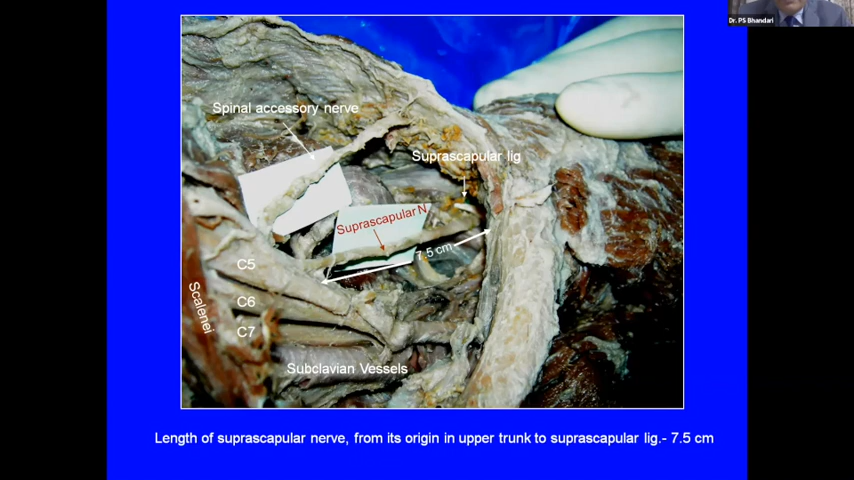 Dr. PS Bhandari
Spinal accessory nerve
Suprascapular lig
Suprascapular N
7.5 cm
C5
C6
Scalenei
C7
Subclavian Vessels
Length of suprascapular nerve, from its origin in upper trunk to suprascapular lig.- 7.5 cm